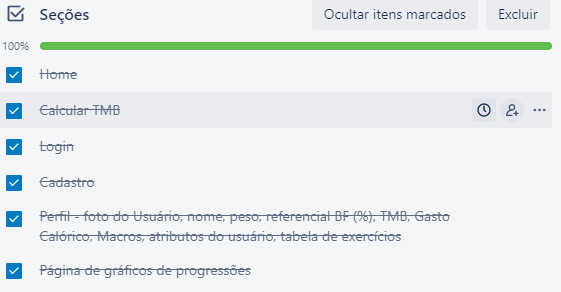 Seções
Ocultar itens marcados
Excluir
100%
Home
Calcular TMB
Login
Cadastro
Perfil - foto do Usuário, nome, peso, referencial BF (%), TMB, Gasto
Calórico, Macros, atributos do usuário, tabela de exercícios
Página de gráficos de progressões